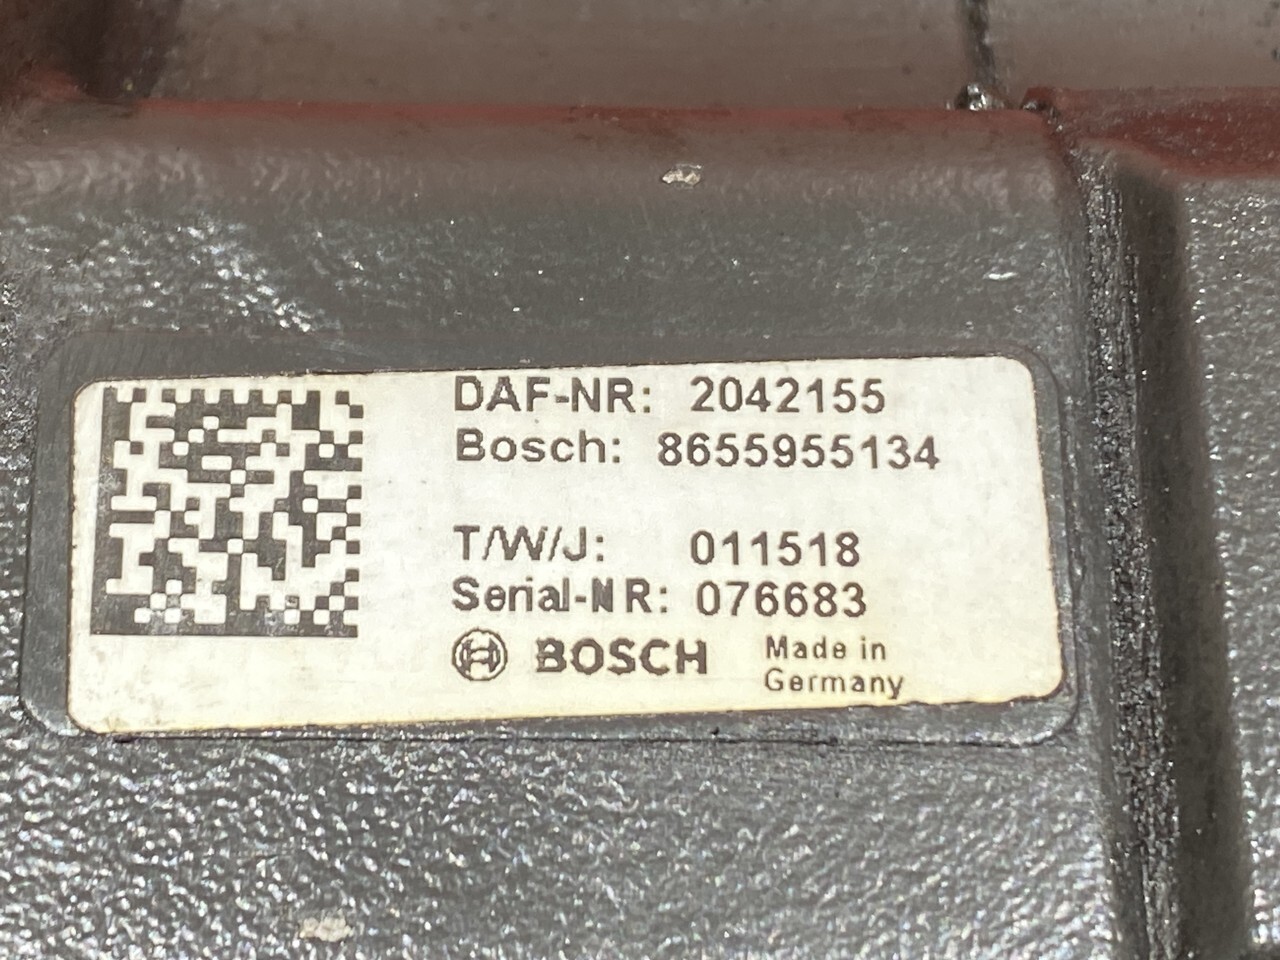 DAF-NR: 2042155
Bosch: 8655955134
T/W/J: 011518
Serial-NR: 076683
BOSCH
Made in
Germany